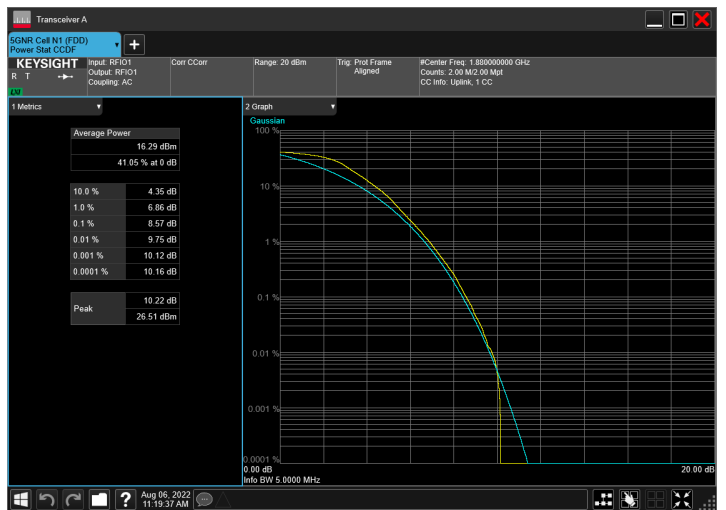 Transceiver A
5GNR Cell N1 (FDD)
Power Stat CCDF
KEYSIGHT
R T
LXI
Input: RFIO1
Output: RFIO1
Coupling: AC
Corr CCorr
Range: 20 dBm
Trig: Prot Frame
Aligned
#Center Freq: 1.880000000 GHz
Counts: 2.00 M/2.00 Mpt
CC Info: Uplink, 1 CC
1 Metrics
Average Power
16.29 dBm
41.05 % at 0 dB
10.0 % 4.35 dB
1.0 % 6.86 dB
0.1 % 8.57 dB
0.01 % 9.75 dB
0.001 % 10.12 dB
0.0001 % 10.16 dB
Peak
10.22 dB
26.51 dBm
2 Graph
Gaussian
100 %
10 %
1 %
0.1 %
0.01 %
0.001 %
0.0001 %
0.00 dB
20.00 dB
Info BW 5.0000 MHz
Aug 06, 2022
11:19:37 AM